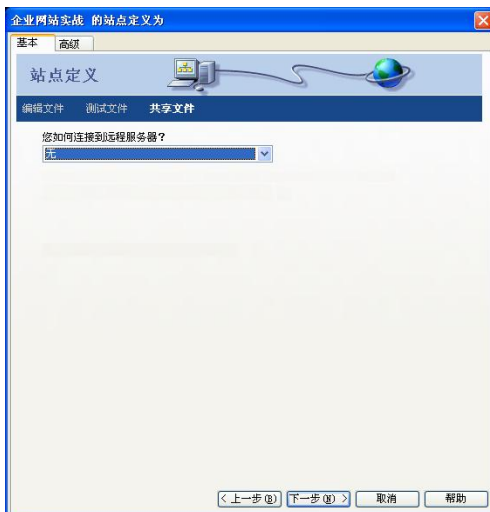 企业网站实战 的站点定义为
基本 高级
站点定义
编辑文件 测试文件 共享文件
您如何连接到远程服务器?
无
< 上一步(B) 下一步(N) > 取消 帮助